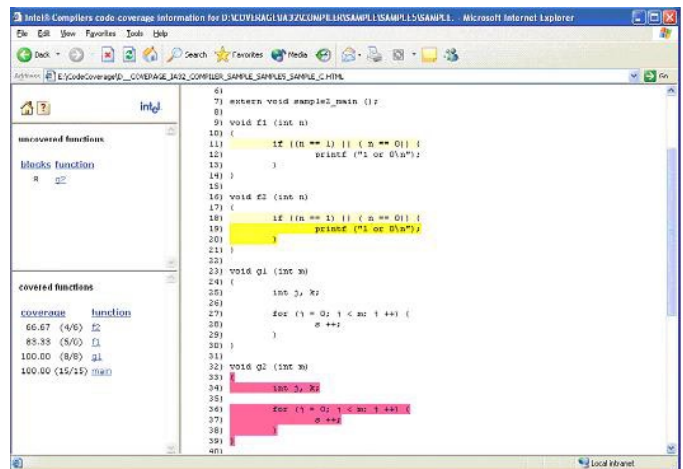 Intel® Compilers code-coverage information for D:\COVERAGE\IA32\COMPILER\SAMPLE\SAMPLE5\SAMPLE. - Microsoft Internet Explorer
File Edit View Favorites Tools Help
Back Search Favorites Media
Address E:\CodeCoverage\D__COVERAGE_IA32_COMPILER_SAMPLE_SAMPLE5_SAMPLE_C.HTML Go
intel
uncovered functions
blocks function
8 g2
covered functions
coverage function
66.67 (4/6) f2
83.33 (5/6) f1
100.00 (8/8) g1
100.00 (15/15) main
6)
7) extern void sample2_main ();
8)
9) void f1 (int n)
10) {
11) if ((n == 1) || ( n == 0)) {
12) printf ("1 or 0\n");
13) }
14) }
15)
16) void f2 (int n)
17) {
18) if ((n == 1) || ( n == 0)) {
19) printf ("1 or 0\n");
20) }
21) }
22)
23) void g1 (int m)
24) {
25) int j, k;
26)
27) for (j = 0; j < m; j ++) {
28) s ++;
29) }
30) }
31)
32) void g2 (int m)
33) {
34) int j, k;
35)
36) for (j = 0; j < m; j ++) {
37) s ++;
38) }
39) }
40)
Local intranet